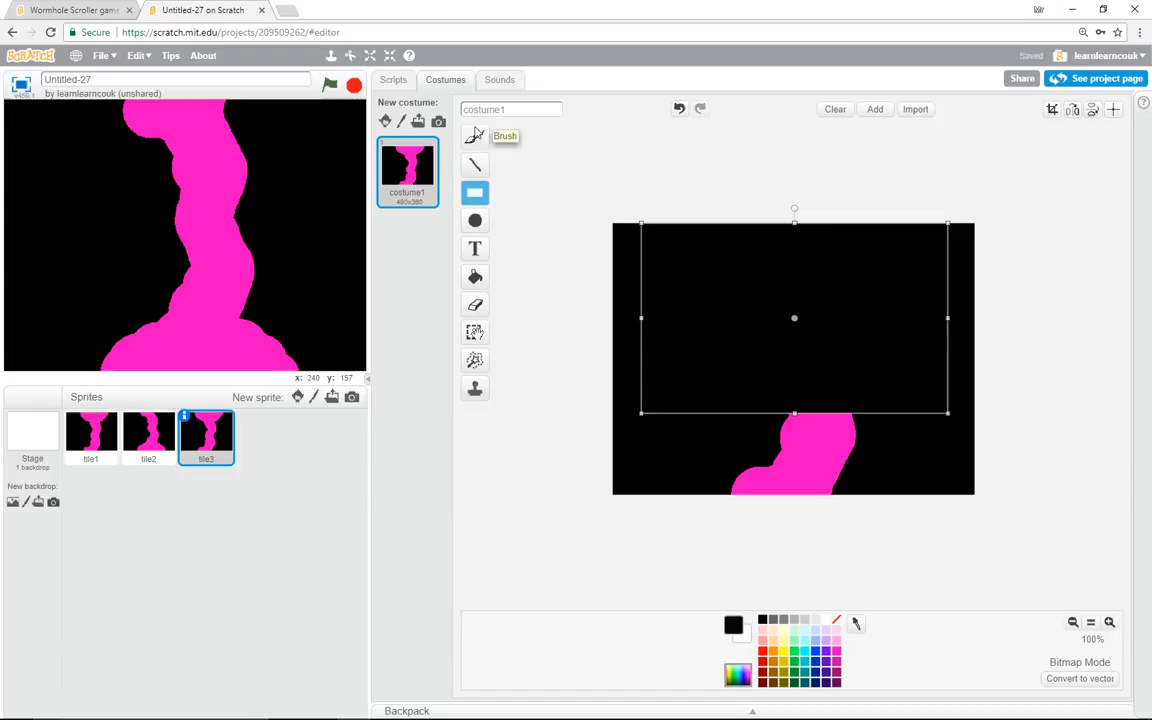 Wormhole Scroller game
Untitled-27 on Scratch
Secure
https://scratch.mit.edu/projects/209509262/#editor
SCRATCH
File
Edit
Tips
About
Saved
learnlearncouk
v459.1
Untitled-27
by learnlearncouk (unshared)
Scripts
Costumes
Sounds
Share
See project page
New costume:
costume1
Clear
Add
Import
Brush
1
costume1
480x360
T
x: 240 y: 157
Sprites
New sprite:
Stage
1 backdrop
tile1
tile2
tile3
New backdrop:
100%
Bitmap Mode
Convert to vector
Backpack